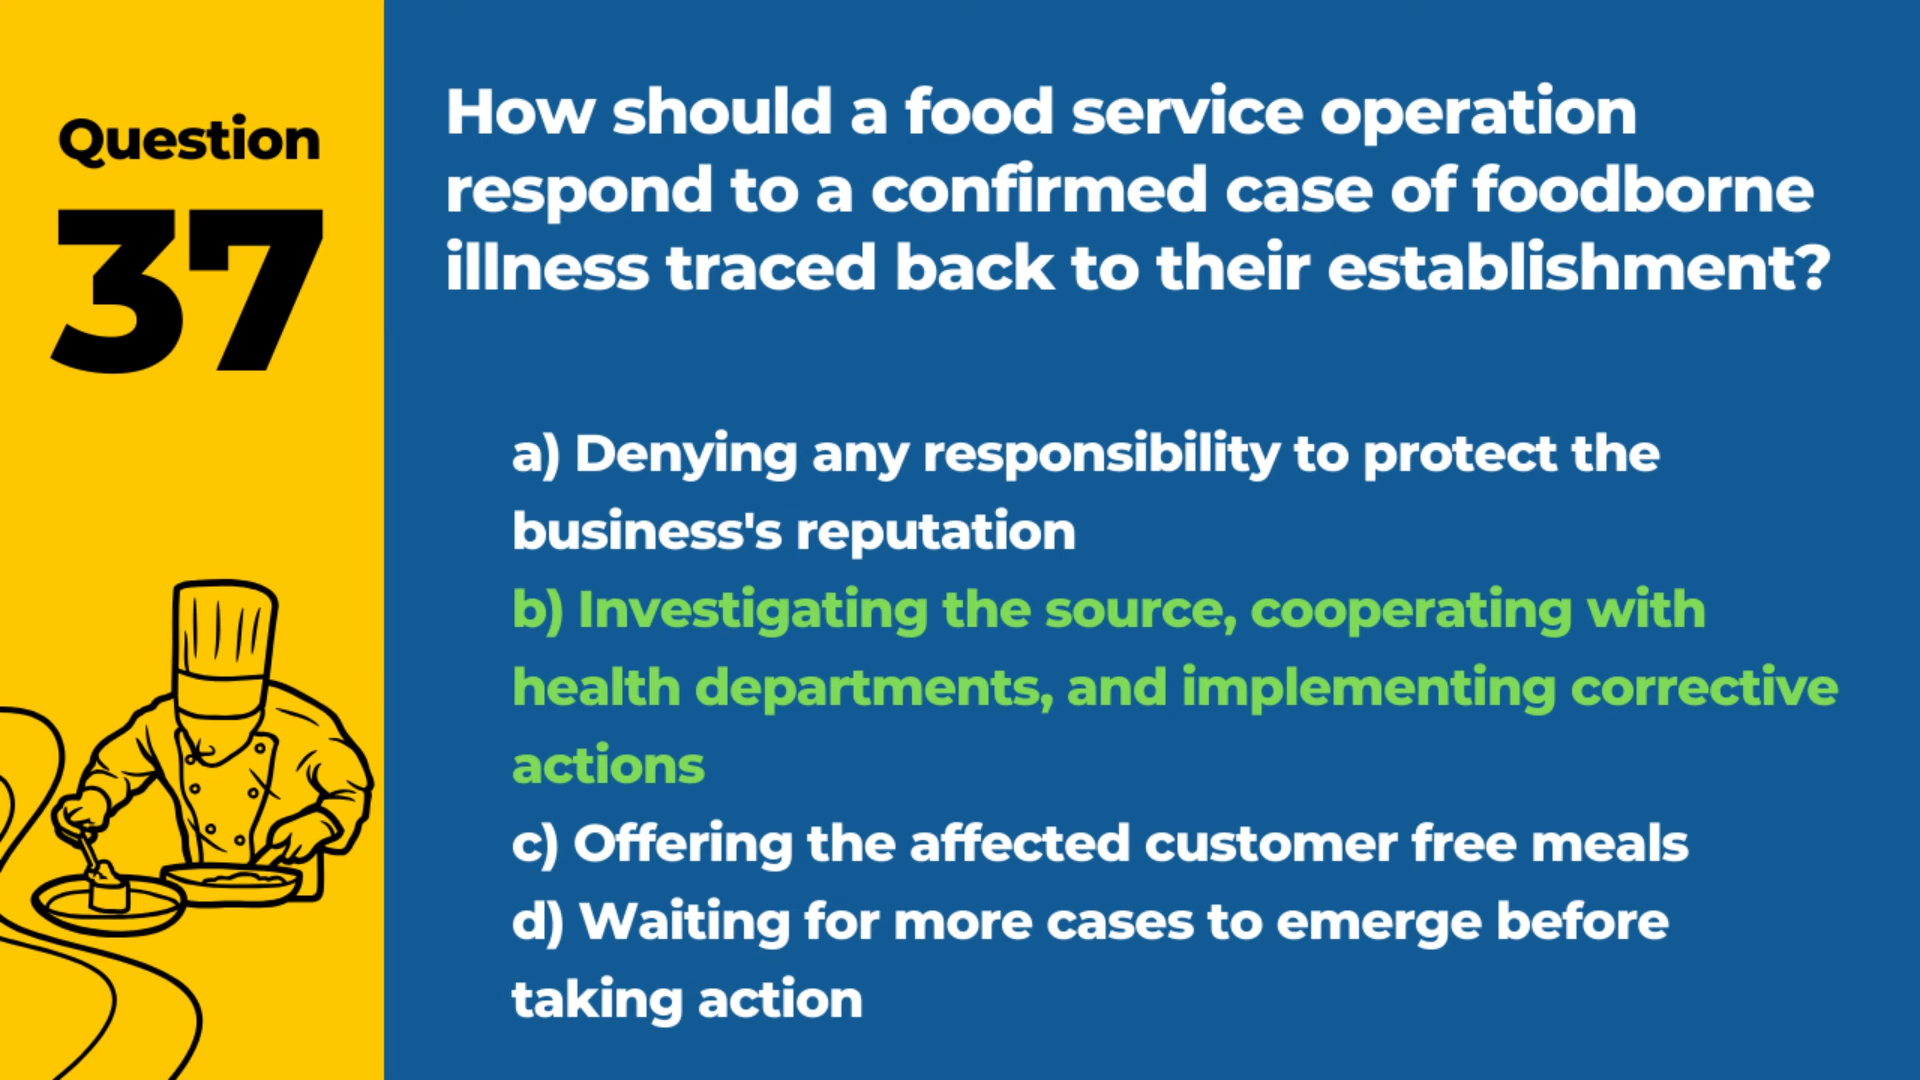 Question
37
How should a food service operation
respond to a confirmed case of foodborne
illness traced back to their establishment?
a) Denying any responsibility to protect the
business's reputation
b) Investigating the source, cooperating with
health departments, and implementing corrective
actions
c) Offering the affected customer free meals
d) Waiting for more cases to emerge before
taking action